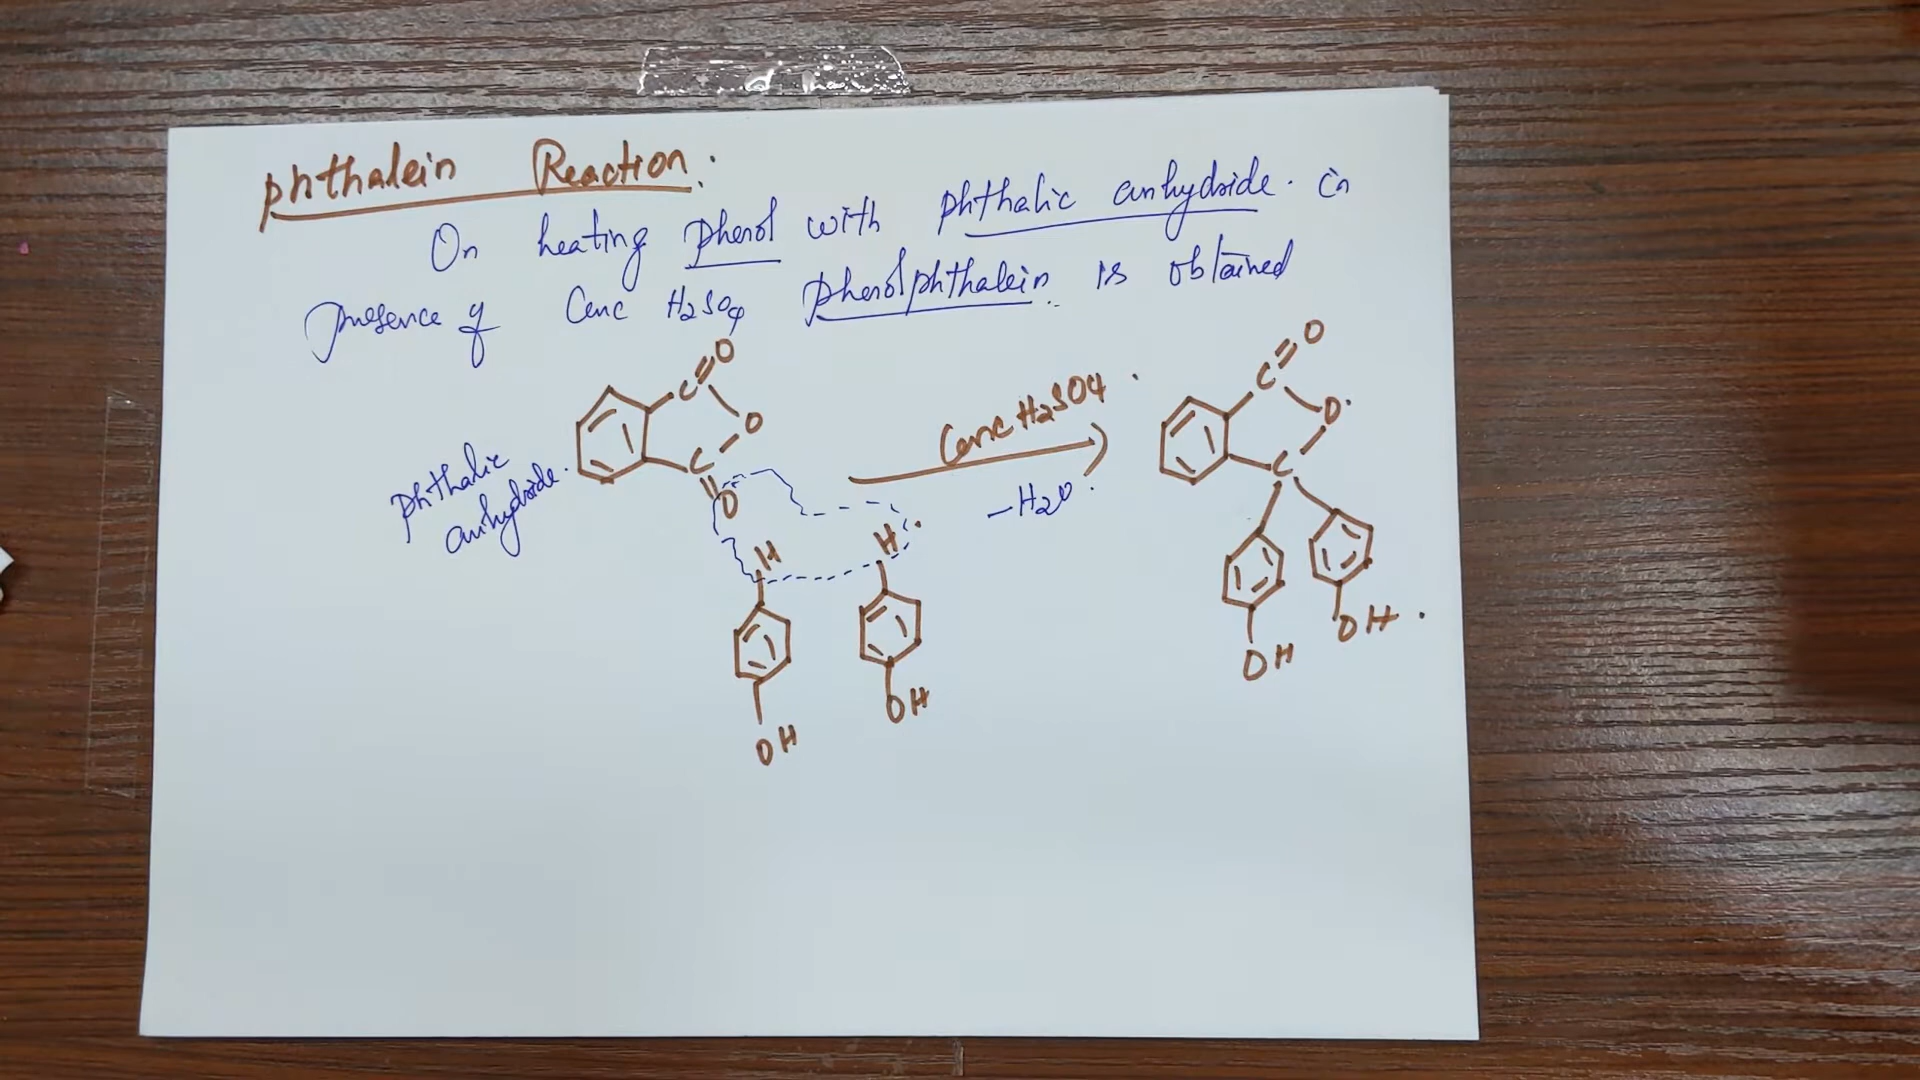 phthalein Reaction.
On heating phenol with phthalic anhydride. in
presence of Conc H2SO4 phenolphthalein is obtained
O
C
O
C
O
phthalic
anhydride.
H
H
OH
OH
Conc H2SO4
-H2O
O
C
O
C
OH
OH